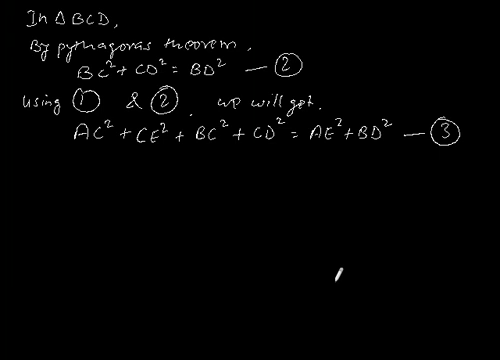 In △BCD,
By pythagoras theorem,
BC²+CD²=BD² — ②
using ① & ②, we will get.
AC²+CE²+BC²+CD²=AE²+BD² — ③